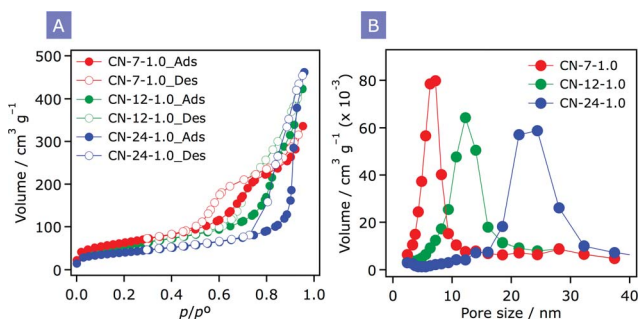 A
500
400
300
200
100
0
0.0
0.2
0.4
0.6
0.8
1.0
Volume / cm³ g⁻¹
p/pº
CN-7-1.0_Ads
CN-7-1.0_Des
CN-12-1.0_Ads
CN-12-1.0_Des
CN-24-1.0_Ads
CN-24-1.0_Des
B
80
60
40
20
0
0
10
20
30
40
Volume / cm³ g⁻¹ (x 10⁻³)
Pore size / nm
CN-7-1.0
CN-12-1.0
CN-24-1.0